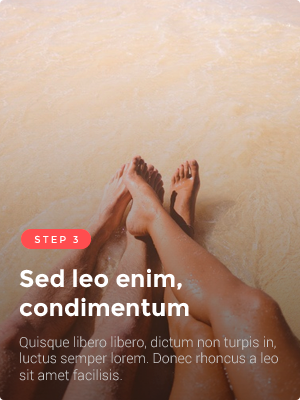 STEP 3
Sed leo enim,
condimentum
Quisque libero libero, dictum non turpis in,
luctus semper lorem. Donec rhoncus a leo
sit amet facilisis.